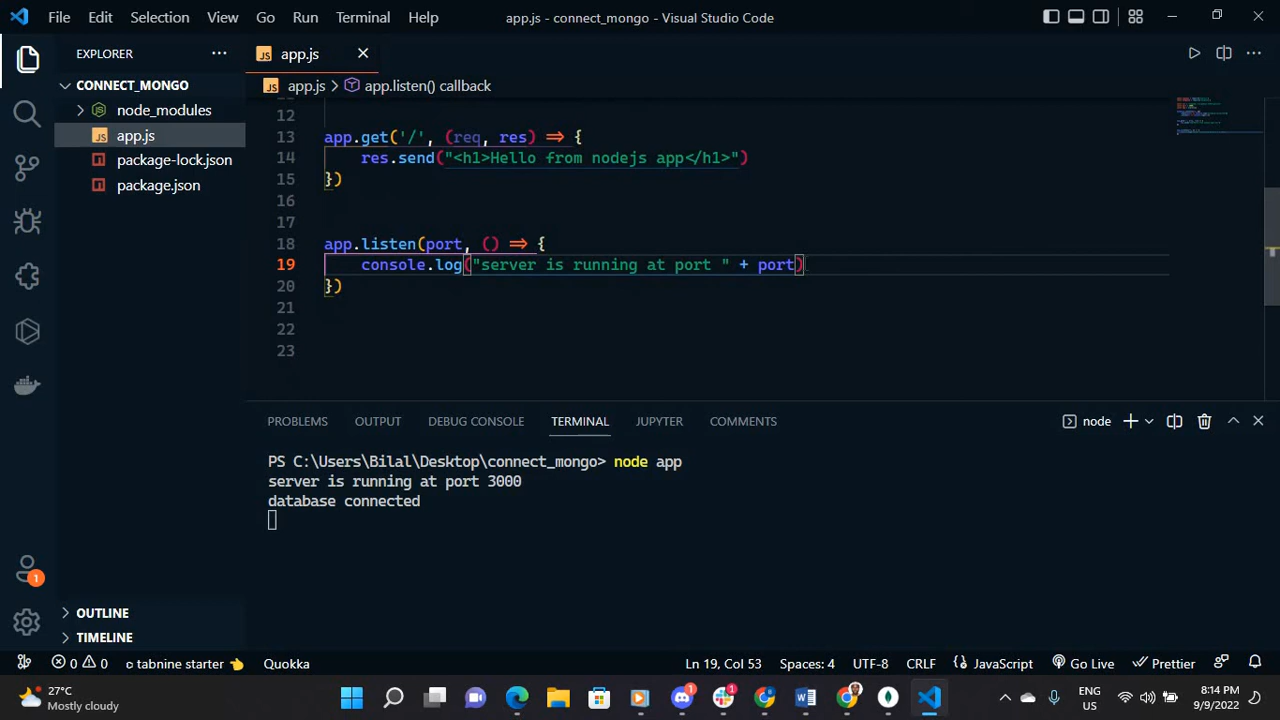 File Edit Selection View Go Run Terminal Help
app.js - connect_mongo - Visual Studio Code
EXPLORER
CONNECT_MONGO
node_modules
app.js
package-lock.json
package.json
OUTLINE
TIMELINE
JS app.js
JS app.js > app.listen() callback
12
13 app.get('/', (req, res) => {
14 res.send("<h1>Hello from nodejs app</h1>")
15 })
16
17
18 app.listen(port, () => {
19 console.log("server is running at port " + port)
20 })
21
22
23
PROBLEMS OUTPUT DEBUG CONSOLE TERMINAL JUPYTER COMMENTS
node
PS C:\Users\Bilal\Desktop\connect_mongo> node app
server is running at port 3000
database connected
1
0 0 tabnine starter Quokka Ln 19, Col 53 Spaces: 4 UTF-8 CRLF JavaScript Go Live Prettier
27°C
Mostly cloudy
1
1
ENG
US
8:14 PM
9/9/2022